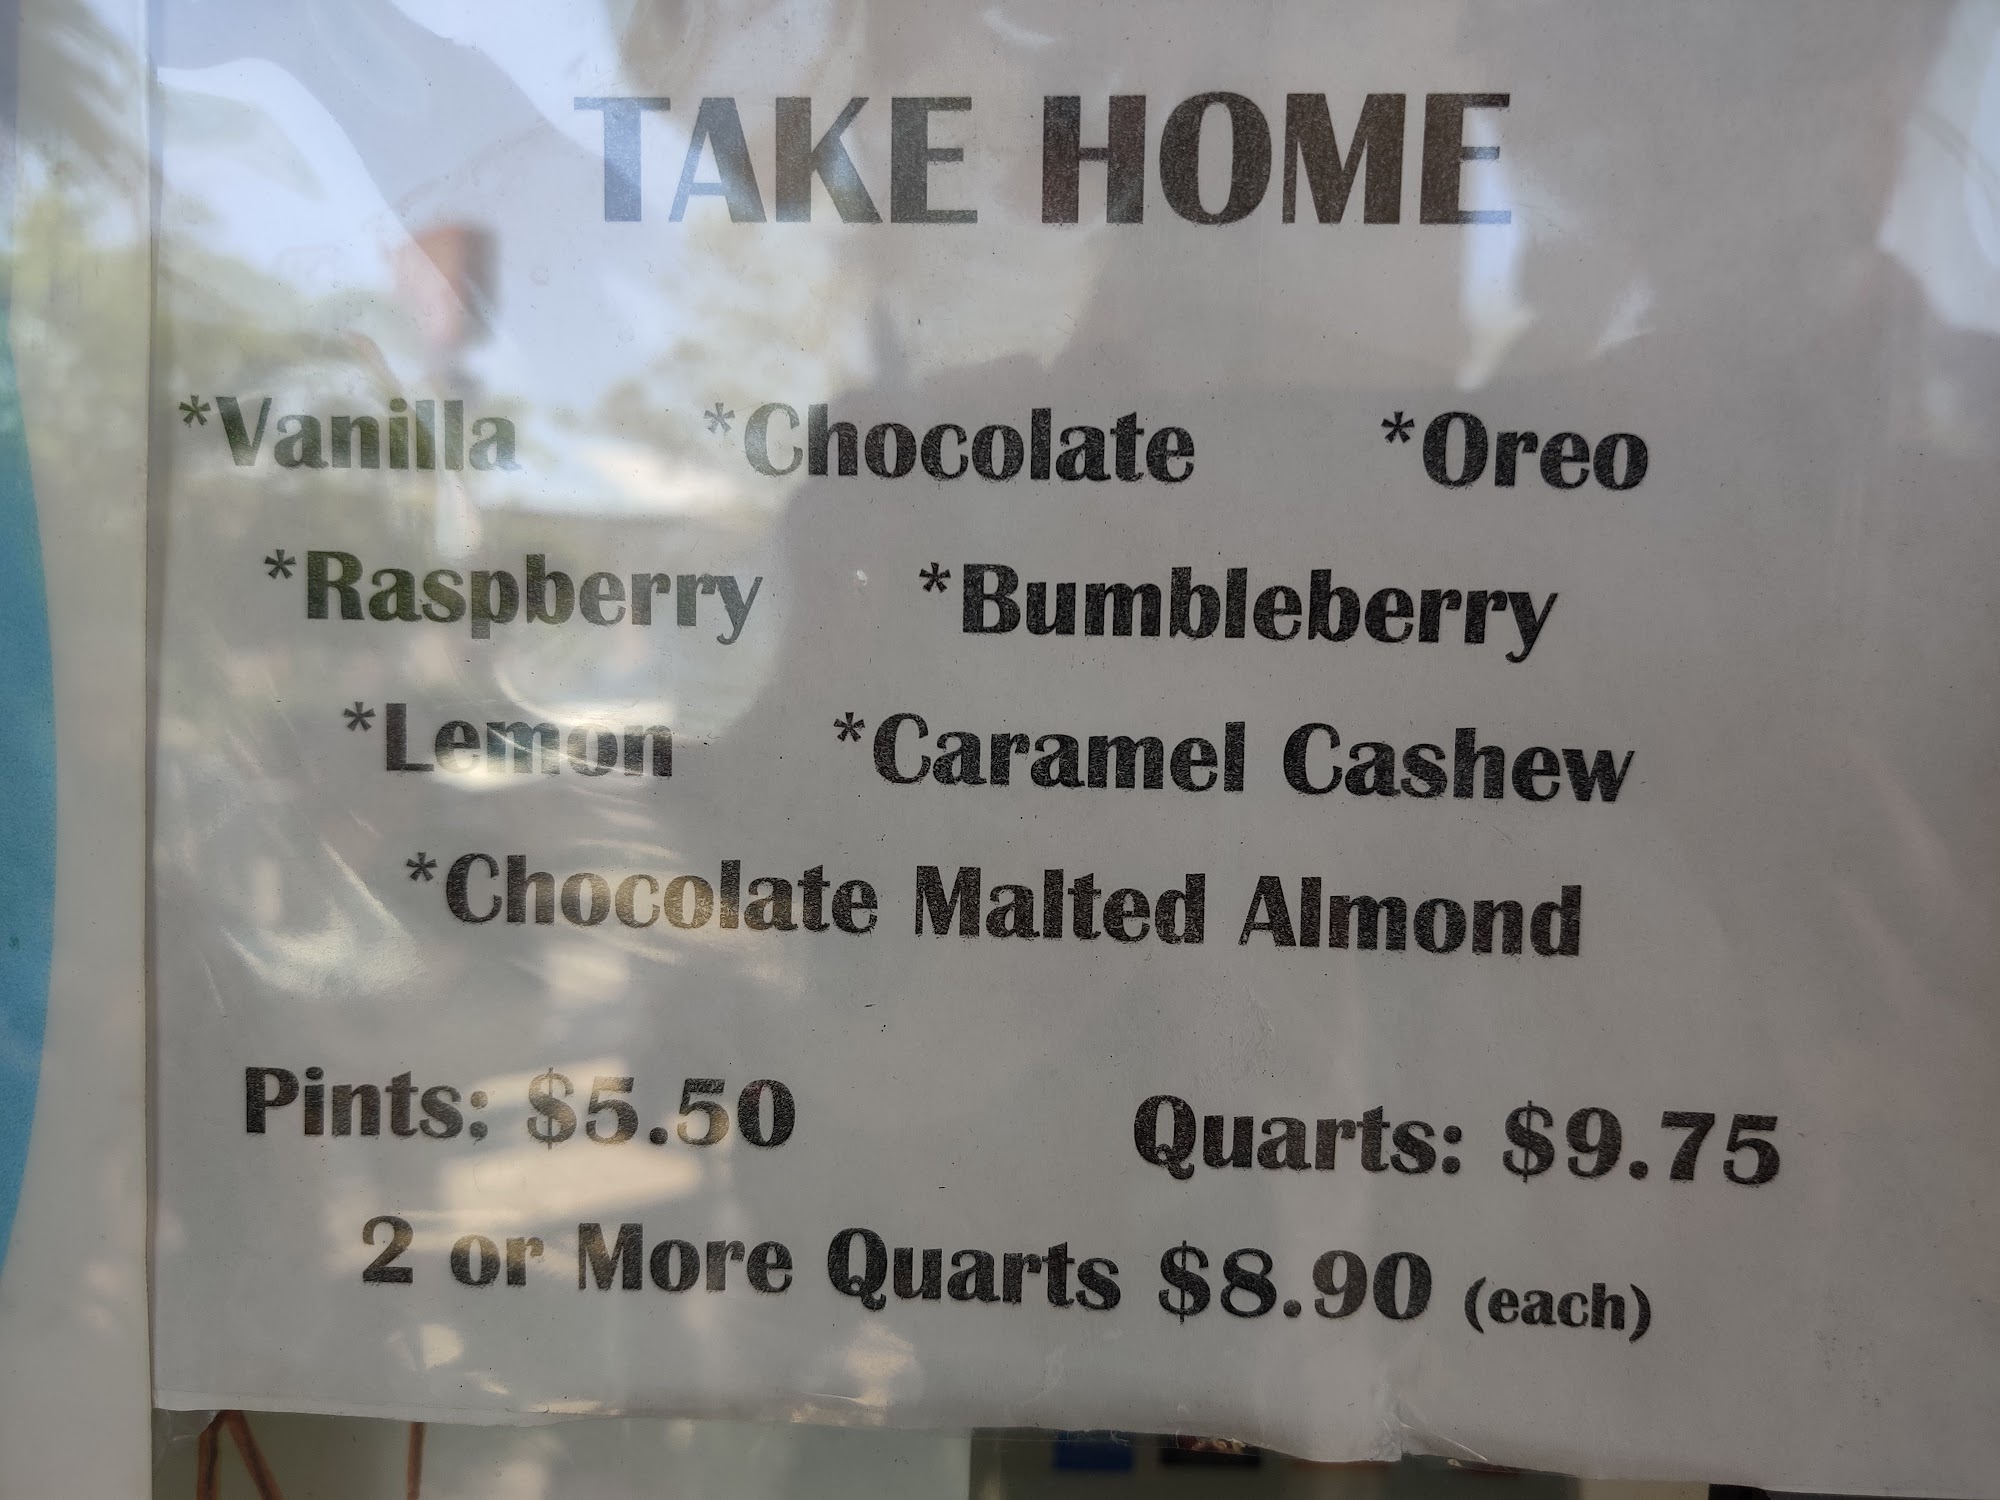 TAKE HOME
*Vanilla *Chocolate *Oreo
*Raspberry *Bumbleberry
*Lemon *Caramel Cashew
*Chocolate Malted Almond
Pints: $5.50 Quarts: $9.75
2 or More Quarts $8.90 (each)